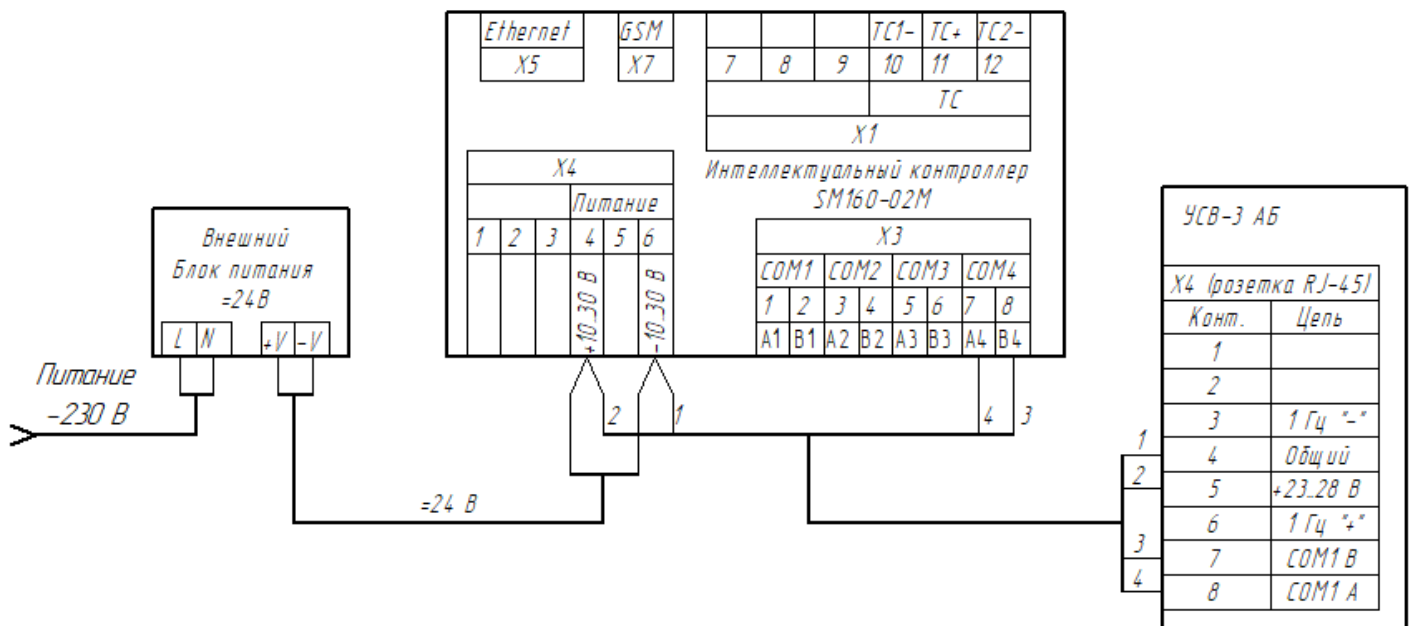 Ethernet GSM TC1- TC+ TC2-
X5 X7 7 8 9 10 11 12
ТС
X1
X4
Питание
1 2 3 4 5 6
+10..30 В -10..30 В
Интеллектуальный контроллер
SM160-02М
X3
COM1 COM2 COM3 COM4
1 2 3 4 5 6 7 8
A1 B1 A2 B2 A3 B3 A4 B4
Внешний
Блок питания
=24В
L N +V -V
Питание
~230 В
=24 В
2 1 4 3
1
2
3
4
УСВ-3 АБ
X4 (розетка RJ-45)
Конт. Цепь
1
2
3 1 Гц "-"
4 Общий
5 +23..28 В
6 1 Гц "+"
7 COM1 B
8 COM1 A